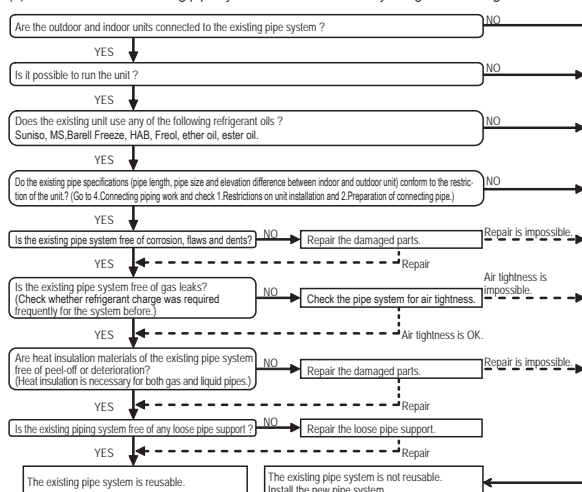 Are the outdoor and indoor units connected to the existing pipe system ?
NO
YES
Is it possible to run the unit ?
NO
YES
Does the existing unit use any of the following refrigerant oils ?
Suniso, MS,Barell Freeze, HAB, Freol, ether oil, ester oil.
NO
YES
Do the existing pipe specifications (pipe length, pipe size and elevation difference between indoor and outdoor unit) conform to the restric-
tion of the unit.? (Go to 4.Connecting piping work and check 1.Restrictions on unit installation and 2.Preparation of connecting pipe.)
NO
YES
Is the existing pipe system free of corrosion, flaws and dents?
NO
Repair the damaged parts.
Repair is impossible.
YES
Repair
Is the existing pipe system free of gas leaks?
(Check whether refrigerant charge was required
frequently for the system before.)
NO
Check the pipe system for air tightness.
Air tightness is
impossible.
YES
Air tightness is OK.
Are heat insulation materials of the existing pipe system
free of peel-off or deterioration?
(Heat insulation is necessary for both gas and liquid pipes.)
NO
Repair the damaged parts.
Repair is impossible.
YES
Repair
Is the existing piping system free of any loose pipe support ?
NO
Repair the loose pipe support.
YES
Repair
The existing pipe system is reusable.
The existing pipe system is not reusable.
Install the new pipe system.